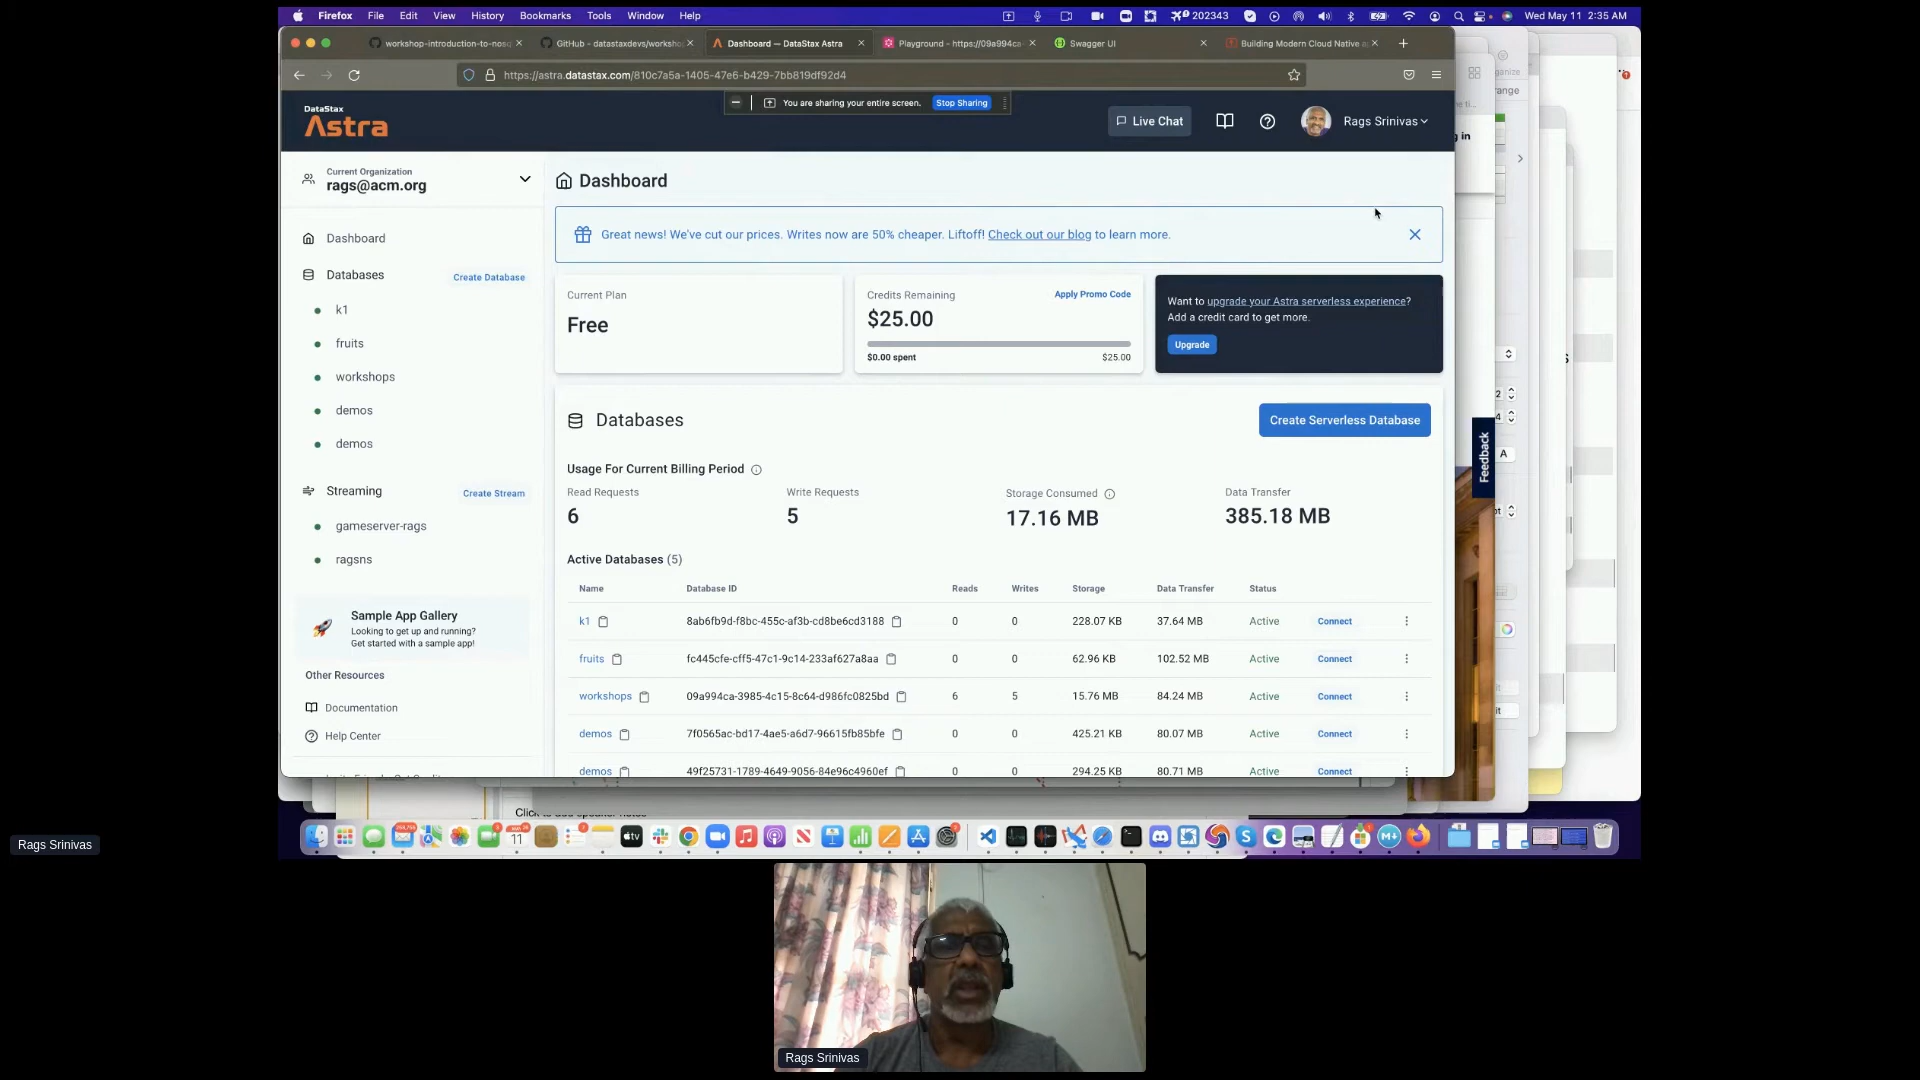 Firefox File Edit View History Bookmarks Tools Window Help
202343
Wed May 11 2:35 AM
workshop-introduction-to-nosq
GitHub - datastaxdevs/worksho
Dashboard — DataStax Astra
Playground - https://09a994ca-
Swagger UI
Building Modern Cloud Native a
https://astra.datastax.com/810c7a5a-1405-47e6-b429-7bb819df92d4
You are sharing your entire screen. Stop Sharing
DataStax
Astra
Live Chat
Rags Srinivas
Current Organization
rags@acm.org
Dashboard
Databases Create Database
k1
fruits
workshops
demos
demos
Streaming Create Stream
gameserver-rags
ragsns
Sample App Gallery
Looking to get up and running?
Get started with a sample app!
Other Resources
Documentation
Help Center
Dashboard
Great news! We've cut our prices. Writes now are 50% cheaper. Liftoff! Check out our blog to learn more.
Current Plan
Free
Credits Remaining Apply Promo Code
$25.00
$0.00 spent $25.00
Want to upgrade your Astra serverless experience?
Add a credit card to get more.
Upgrade
Databases
Create Serverless Database
Usage For Current Billing Period
Read Requests Write Requests Storage Consumed Data Transfer
6 5 17.16 MB 385.18 MB
Active Databases (5)
Name Database ID Reads Writes Storage Data Transfer Status
k1 8ab6fb9d-f8bc-455c-af3b-cd8be6cd3188 0 0 228.07 KB 37.64 MB Active Connect
fruits fc445cfe-cff5-47c1-9c14-233af627a8aa 0 0 62.96 KB 102.52 MB Active Connect
workshops 09a994ca-3985-4c15-8c64-d986fc0825bd 6 5 15.76 MB 84.24 MB Active Connect
demos 7f0565ac-bd17-4ae5-a6d7-96615fb85bfe 0 0 425.21 KB 80.07 MB Active Connect
demos 49f25731-1789-4649-9056-84e96c4960ef 0 0 294.25 KB 80.71 MB Active Connect
Feedback
Rags Srinivas
Rags Srinivas